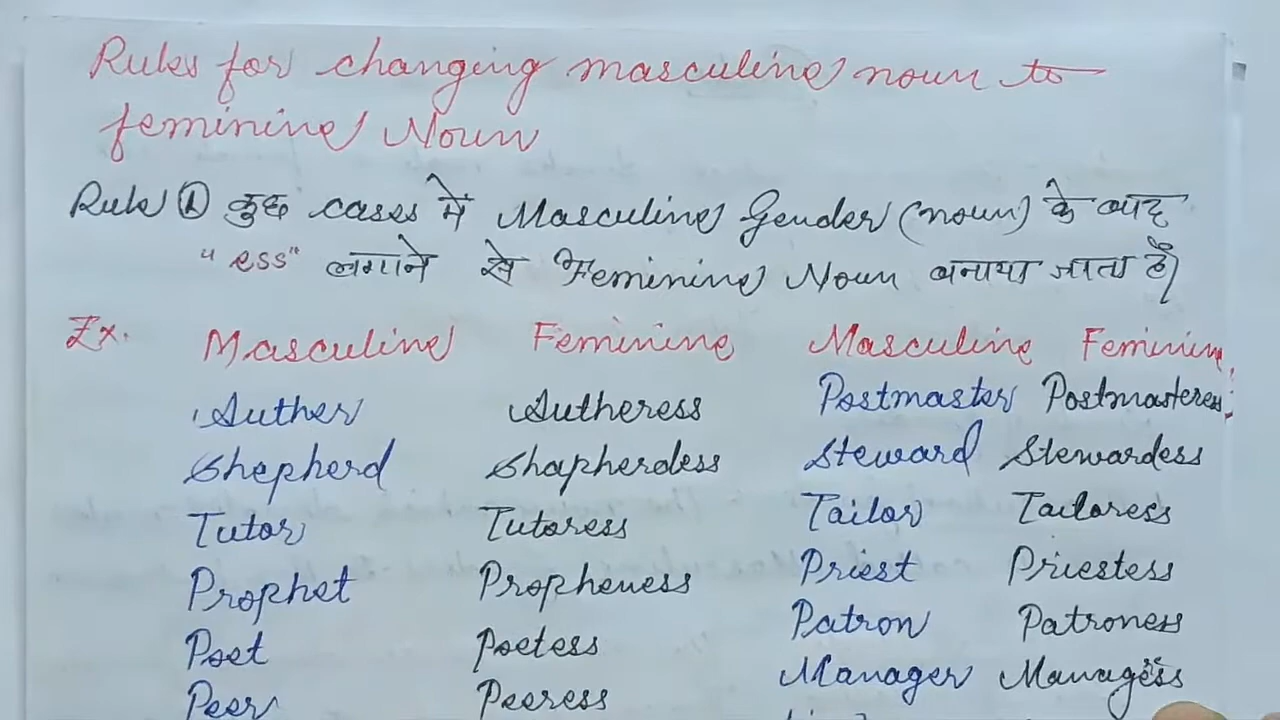 Rules for changing masculine noun to
feminine Noun
Rule ① कुछ cases में Masculine Gender (noun) के बाद
"ess" लगाने से Feminine Noun बनाया जाता है।
Ex. Masculine Feminine Masculine Feminine
Auther Autheress Postmaster Postmasteress
Shepherd Shapherdess Steward Stewardess
Tutor Tutoress Tailor Tailoress
Prophet Propheness Priest Priestess
Poet Poetess Patron Patroness
Peer Peeress Manager Manageress